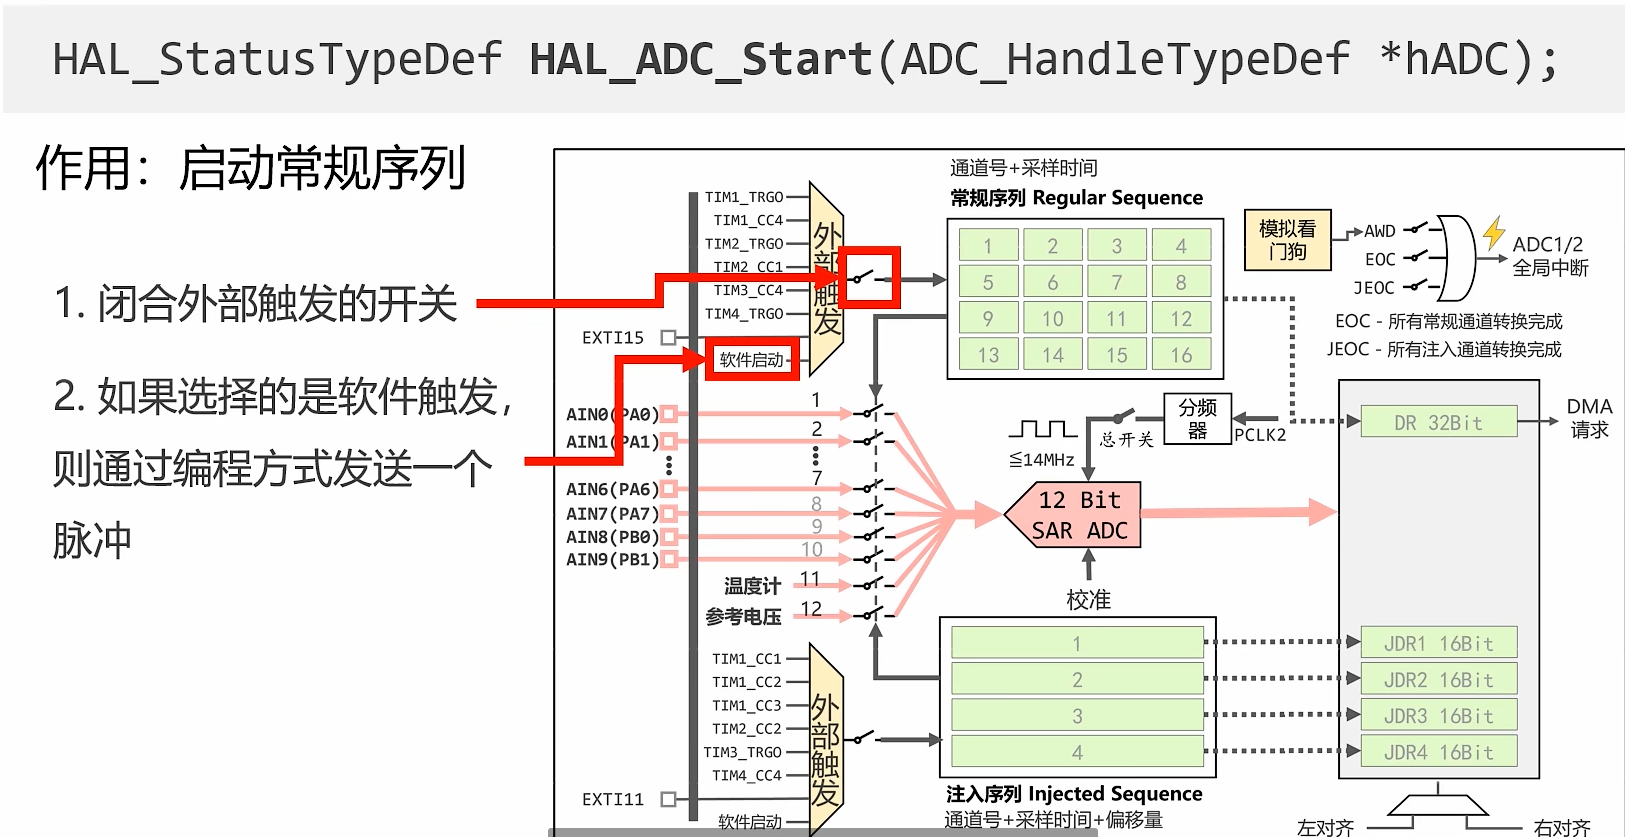 HAL_StatusTypeDef HAL_ADC_Start(ADC_HandleTypeDef *hADC);
作用：启动常规序列
1. 闭合外部触发的开关
2. 如果选择的是软件触发，
则通过编程方式发送一个
脉冲
通道号+采样时间
常规序列 Regular Sequence
TIM1_TRGO
TIM1_CC4
TIM2_TRGO
TIM2_CC1
TIM3_CC4
TIM4_TRGO
EXTI15
软件启动
外部触发
1 2 3 4
5 6 7 8
9 10 11 12
13 14 15 16
模拟看
门狗
AWD
EOC
JEOC
ADC1/2
全局中断
EOC - 所有常规通道转换完成
JEOC - 所有注入通道转换完成
AIN0(PA0) 1
AIN1(PA1) 2
AIN6(PA6) 7
AIN7(PA7) 8
AIN8(PB0) 9
AIN9(PB1) 10
温度计 11
参考电压 12
≦14MHz
总开关
分频
器
PCLK2
12 Bit
SAR ADC
校准
DR 32Bit
DMA
请求
TIM1_CC1
TIM1_CC2
TIM1_CC3
TIM2_CC2
TIM3_TRGO
TIM4_CC4
EXTI11
软件启动
外部触发
1
2
3
4
JDR1 16Bit
JDR2 16Bit
JDR3 16Bit
JDR4 16Bit
注入序列 Injected Sequence
通道号+采样时间+偏移量
左对齐
右对齐